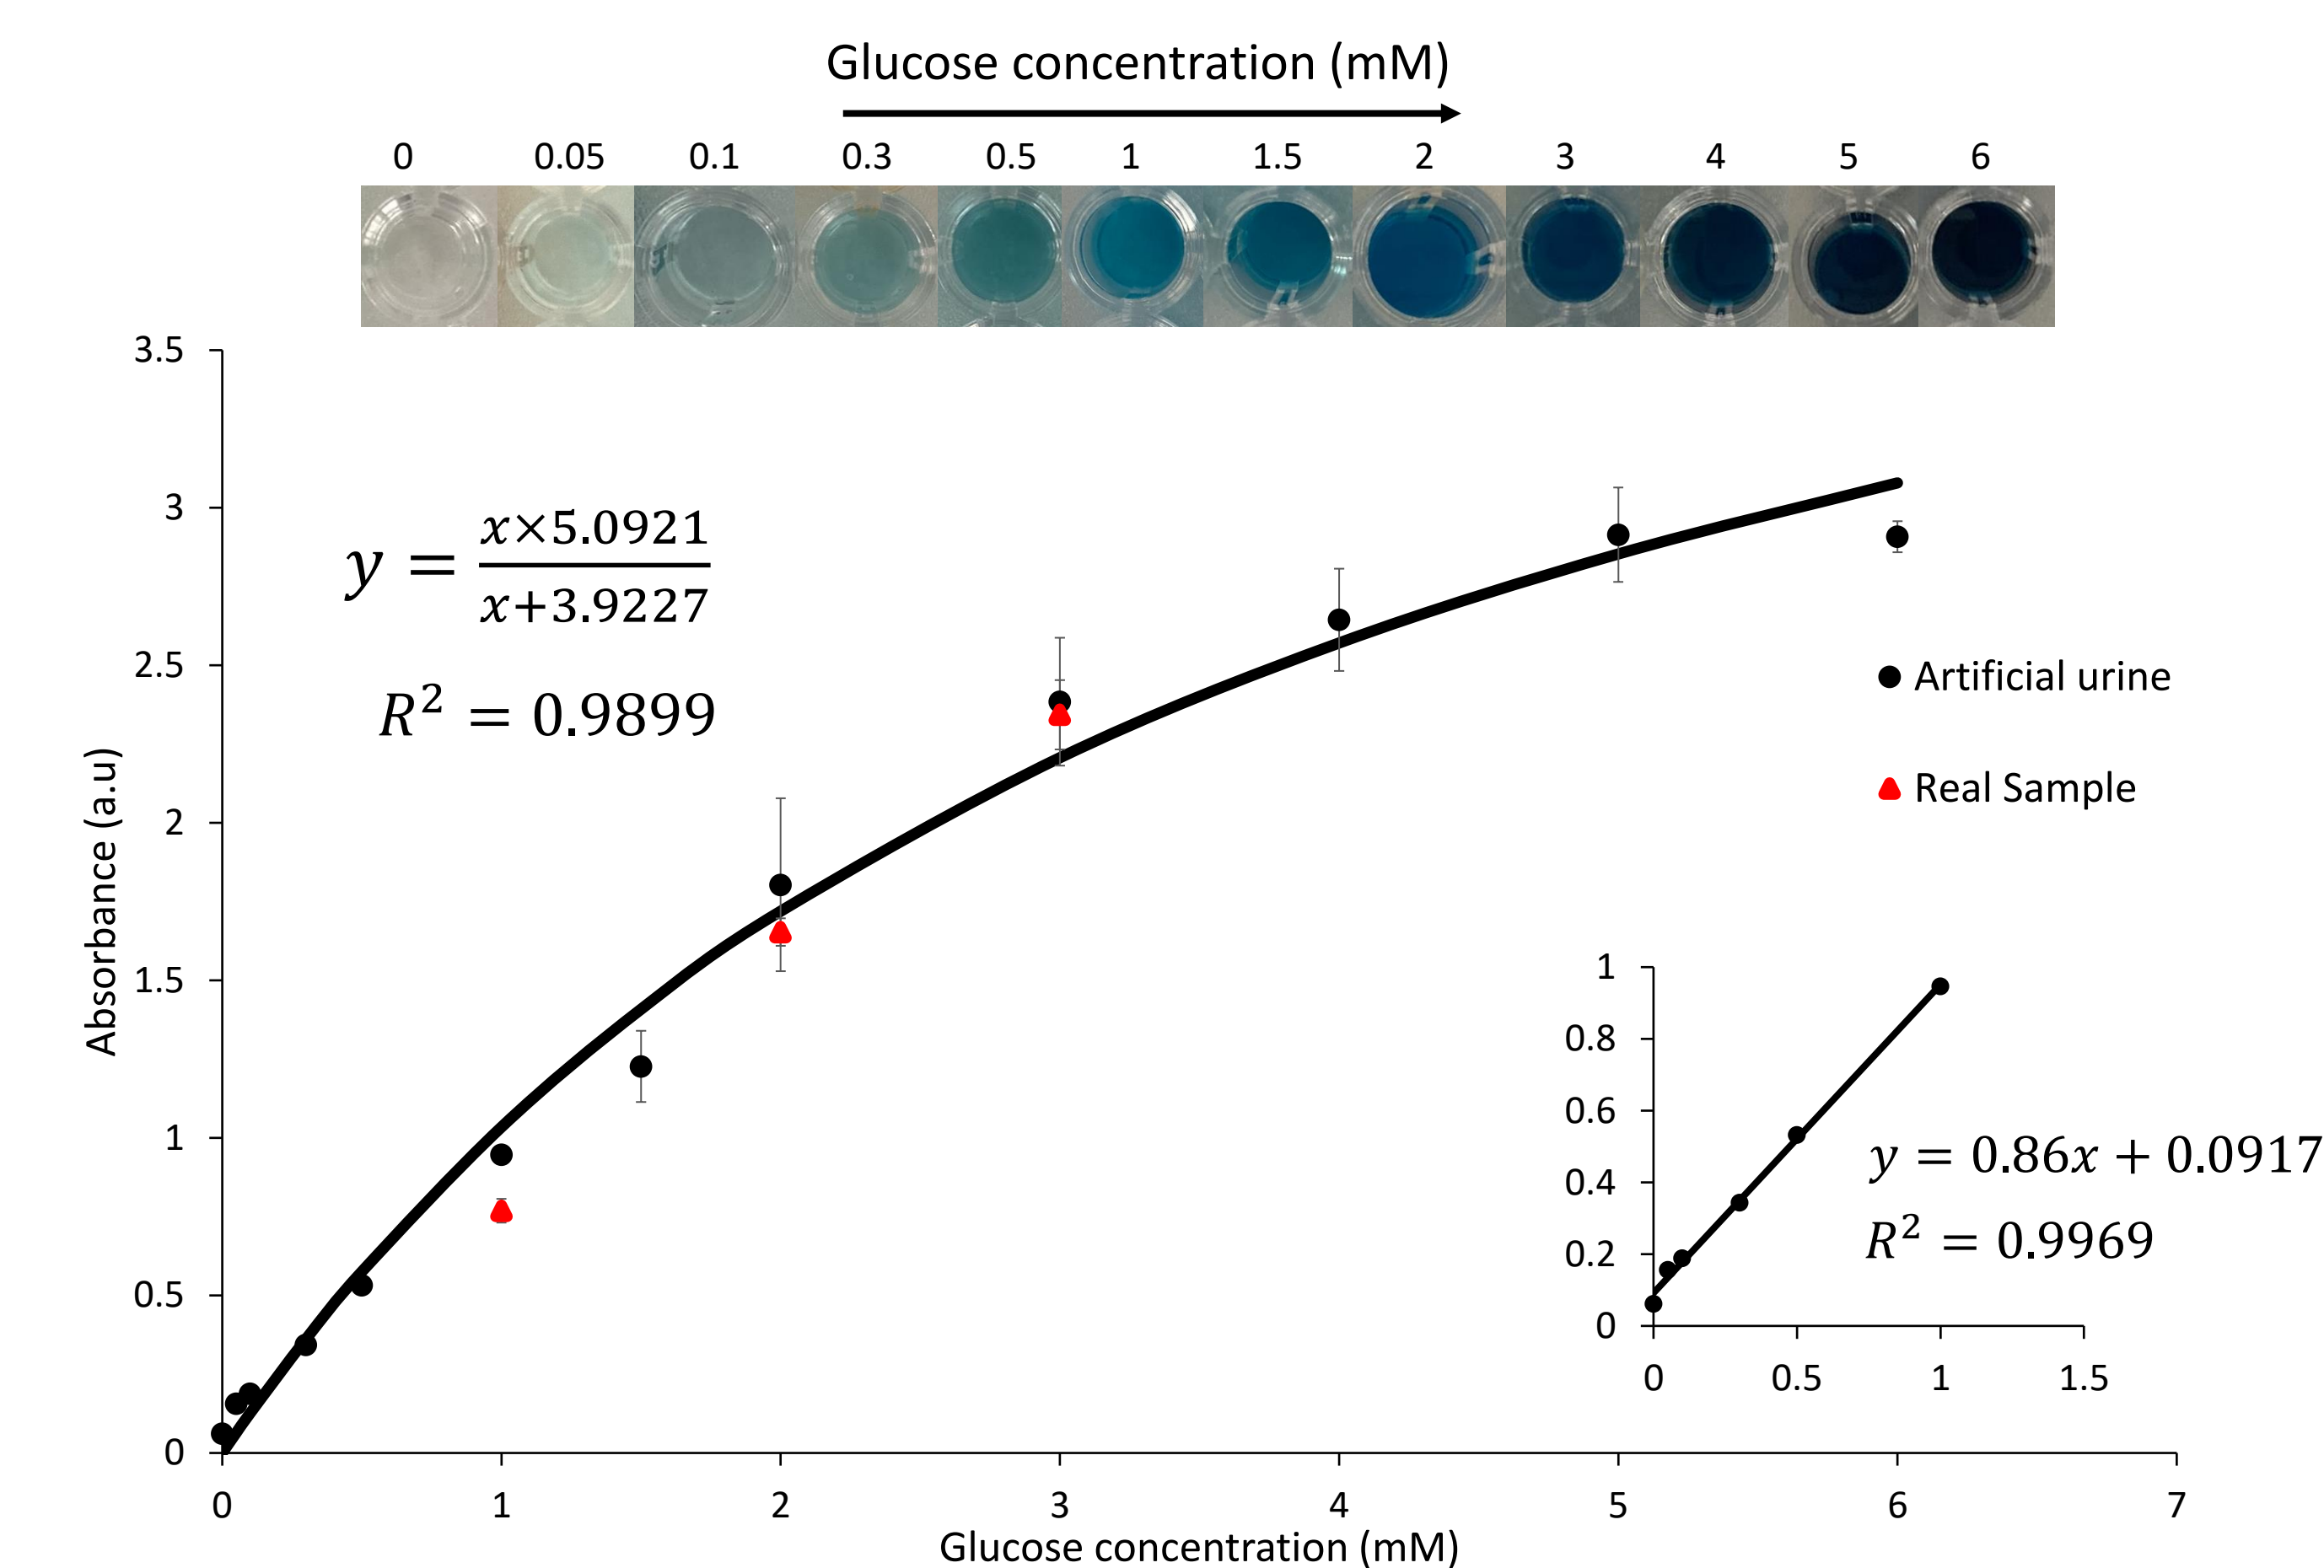 Glucose concentration (mM)
0 0.05 0.1 0.3 0.5 1 1.5 2 3 4 5 6
3.5
3
2.5
2
1.5
1
0.5
0
Absorbance (a.u)
y = x×5.0921 / x+3.9227
R² = 0.9899
Artificial urine
Real Sample
1
0.8
0.6
0.4
0.2
0
y = 0.86x + 0.0917
R² = 0.9969
0 0.5 1 1.5
0 1 2 3 4 5 6 7
Glucose concentration (mM)